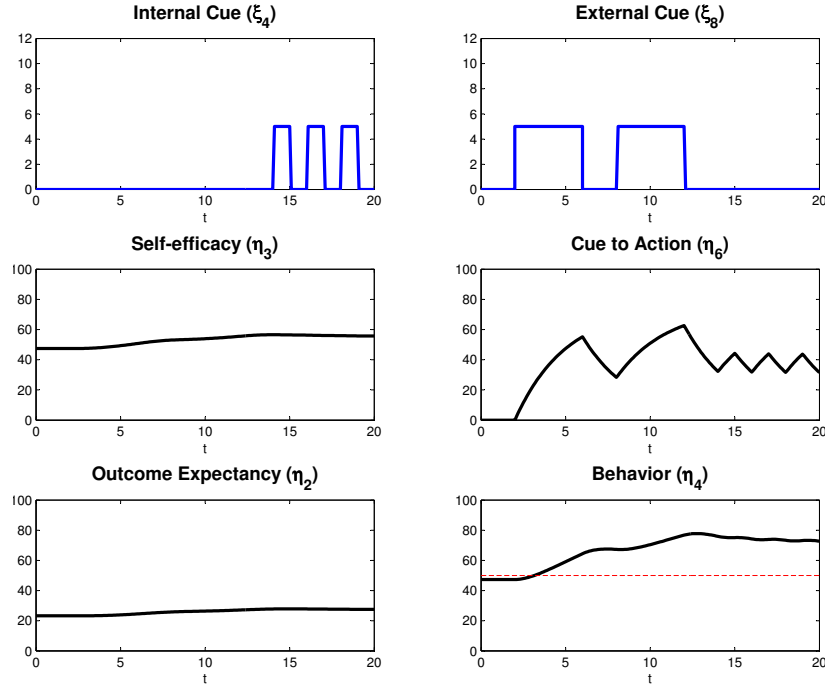 Internal Cue (ξ4)
12
10
8
6
4
2
0
0 5 10 15 20
t
External Cue (ξ8)
12
10
8
6
4
2
0
0 5 10 15 20
t
Self-efficacy (η3)
100
80
60
40
20
0
0 5 10 15 20
t
Cue to Action (η6)
100
80
60
40
20
0
0 5 10 15 20
t
Outcome Expectancy (η2)
100
80
60
40
20
0
0 5 10 15 20
t
Behavior (η4)
100
80
60
40
20
0
0 5 10 15 20
t